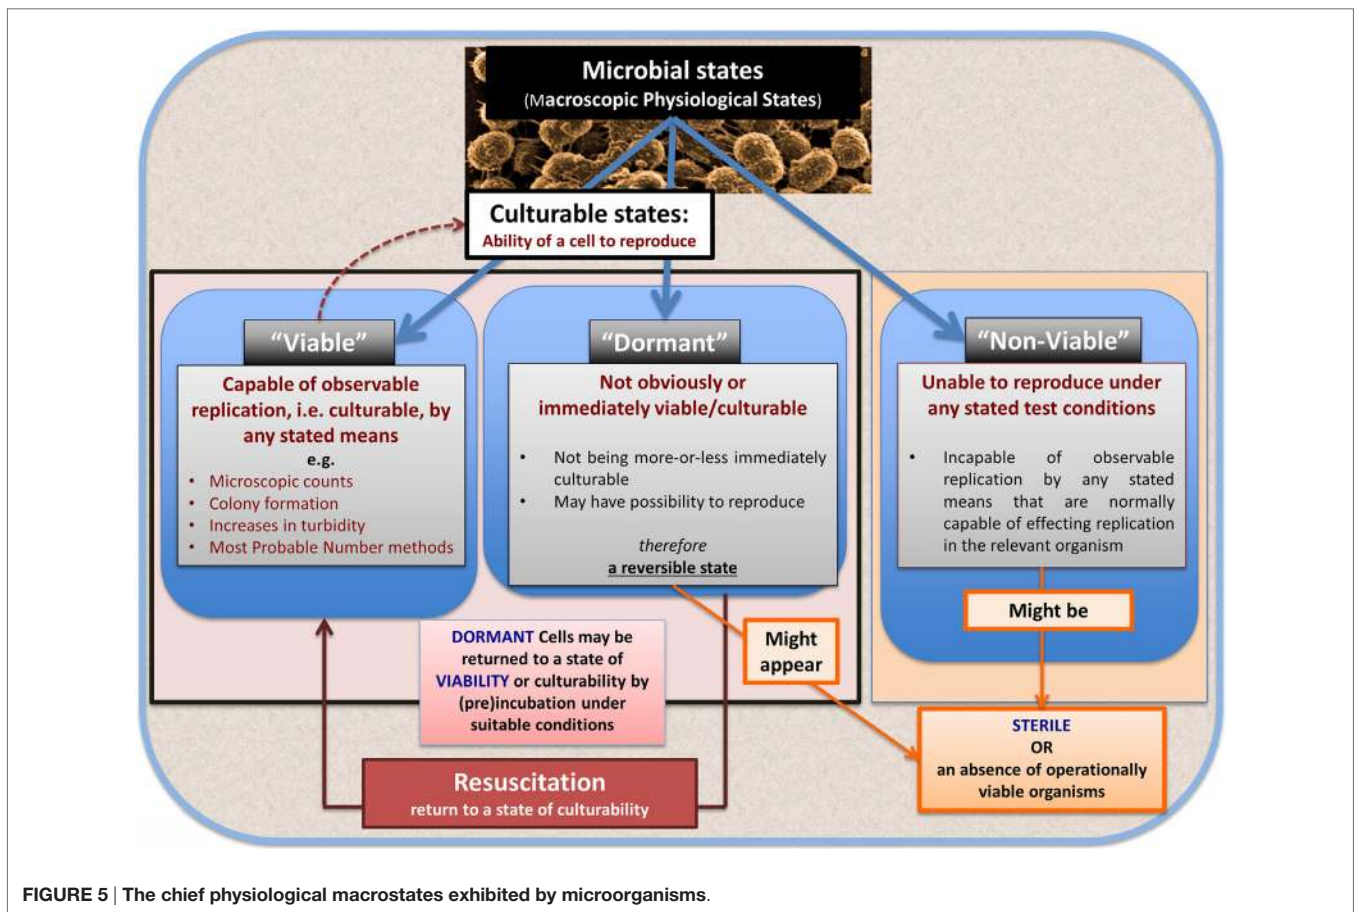 Microbial states
(Macroscopic Physiological States)
Culturable states:
Ability of a cell to reproduce
“Viable”
Capable of observable
replication, i.e. culturable, by
any stated means
e.g.
• Microscopic counts
• Colony formation
• Increases in turbidity
• Most Probable Number methods
“Dormant”
Not obviously or
immediately viable/culturable
• Not being more-or-less immediately
culturable
• May have possibility to reproduce
therefore
a reversible state
“Non-Viable”
Unable to reproduce under
any stated test conditions
• Incapable of observable
replication by any stated
means that are normally
capable of effecting replication
in the relevant organism
Might be
Might
appear
DORMANT Cells may be
returned to a state of
VIABILITY or culturability by
(pre)incubation under
suitable conditions
STERILE
OR
an absence of operationally
viable organisms
Resuscitation
return to a state of culturability
FIGURE 5 | The chief physiological macrostates exhibited by microorganisms.